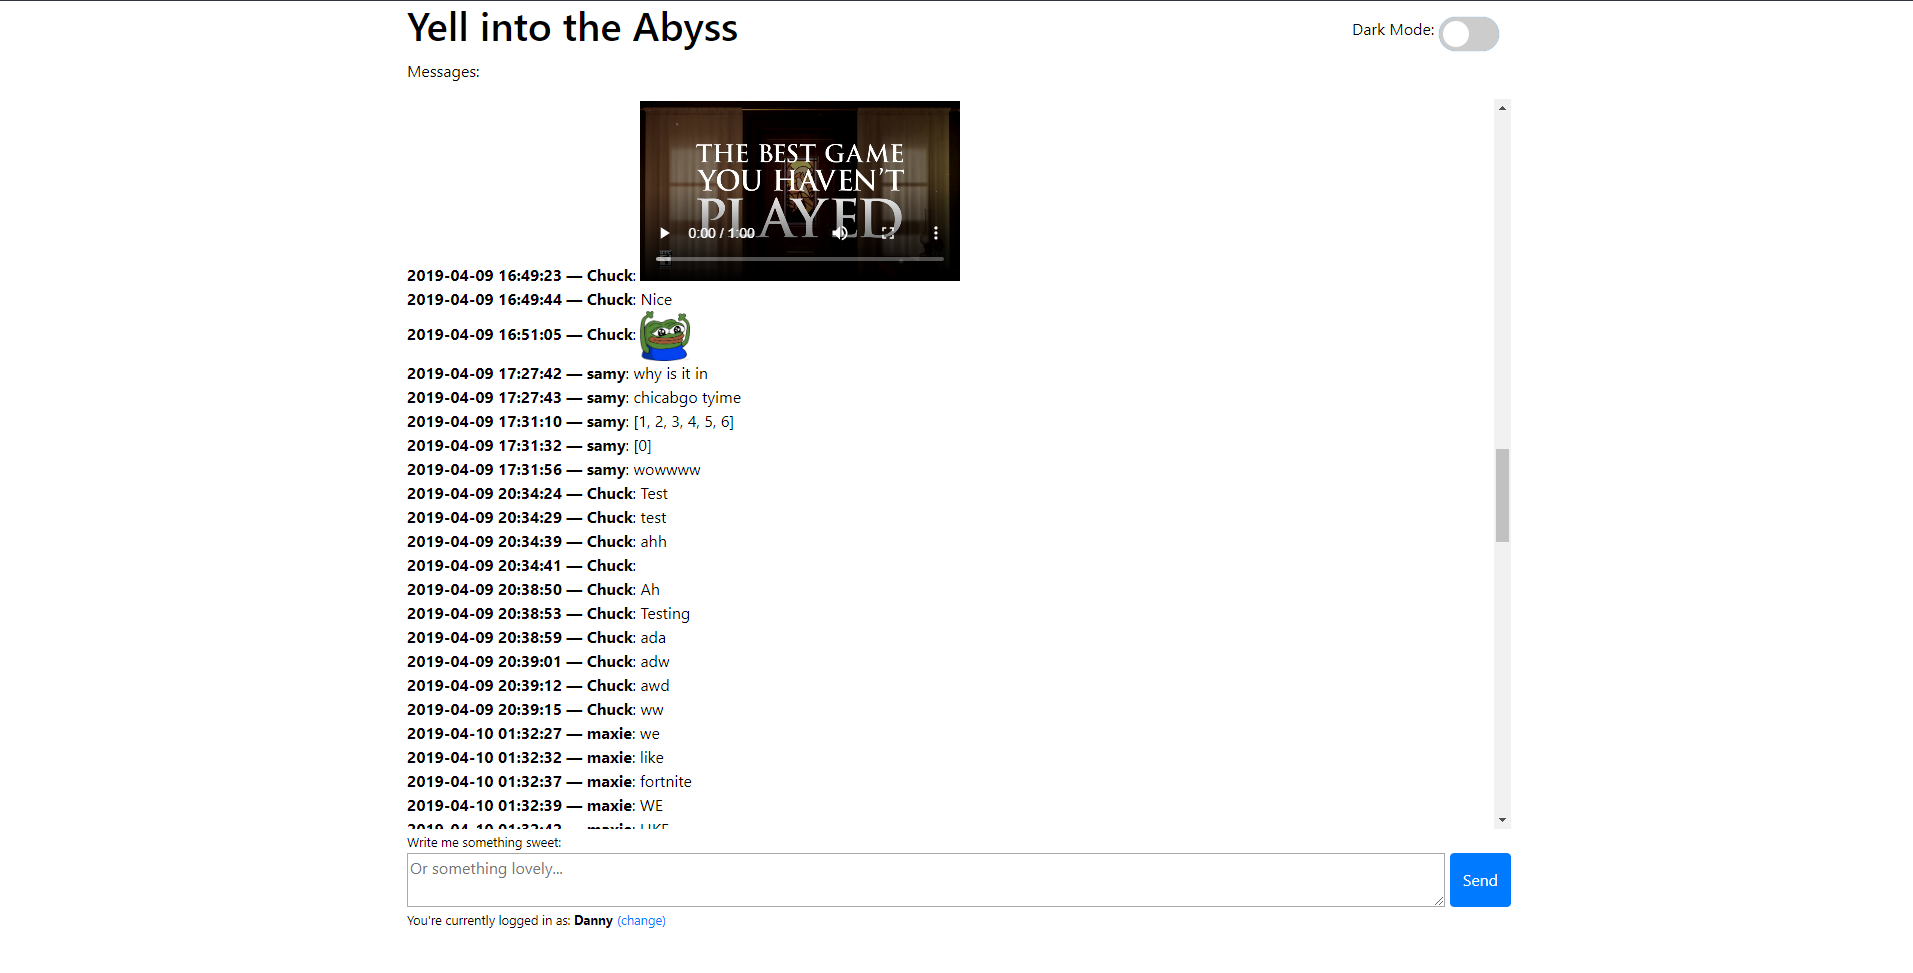 Yell into the Abyss
Dark Mode:
Messages:
THE BEST GAME
YOU HAVEN'T
PLAYED
0:00 / 1:00
2019-04-09 16:49:23 — Chuck:
2019-04-09 16:49:44 — Chuck: Nice
2019-04-09 16:51:05 — Chuck:
2019-04-09 17:27:42 — samy: why is it in
2019-04-09 17:27:43 — samy: chicabgo tyime
2019-04-09 17:31:10 — samy: [1, 2, 3, 4, 5, 6]
2019-04-09 17:31:32 — samy: [0]
2019-04-09 17:31:56 — samy: wowwww
2019-04-09 20:34:24 — Chuck: Test
2019-04-09 20:34:29 — Chuck: test
2019-04-09 20:34:39 — Chuck: ahh
2019-04-09 20:34:41 — Chuck:
2019-04-09 20:38:50 — Chuck: Ah
2019-04-09 20:38:53 — Chuck: Testing
2019-04-09 20:38:59 — Chuck: ada
2019-04-09 20:39:01 — Chuck: adw
2019-04-09 20:39:12 — Chuck: awd
2019-04-09 20:39:15 — Chuck: ww
2019-04-10 01:32:27 — maxie: we
2019-04-10 01:32:32 — maxie: like
2019-04-10 01:32:37 — maxie: fortnite
2019-04-10 01:32:39 — maxie: WE
2019-04-10 01:32:42 — maxie: LIKE
Write me something sweet:
Or something lovely...
Send
You're currently logged in as: Danny (change)